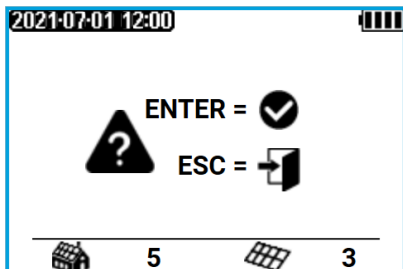 2021-07-01 12:00
?
ENTER =
ESC =
5 3